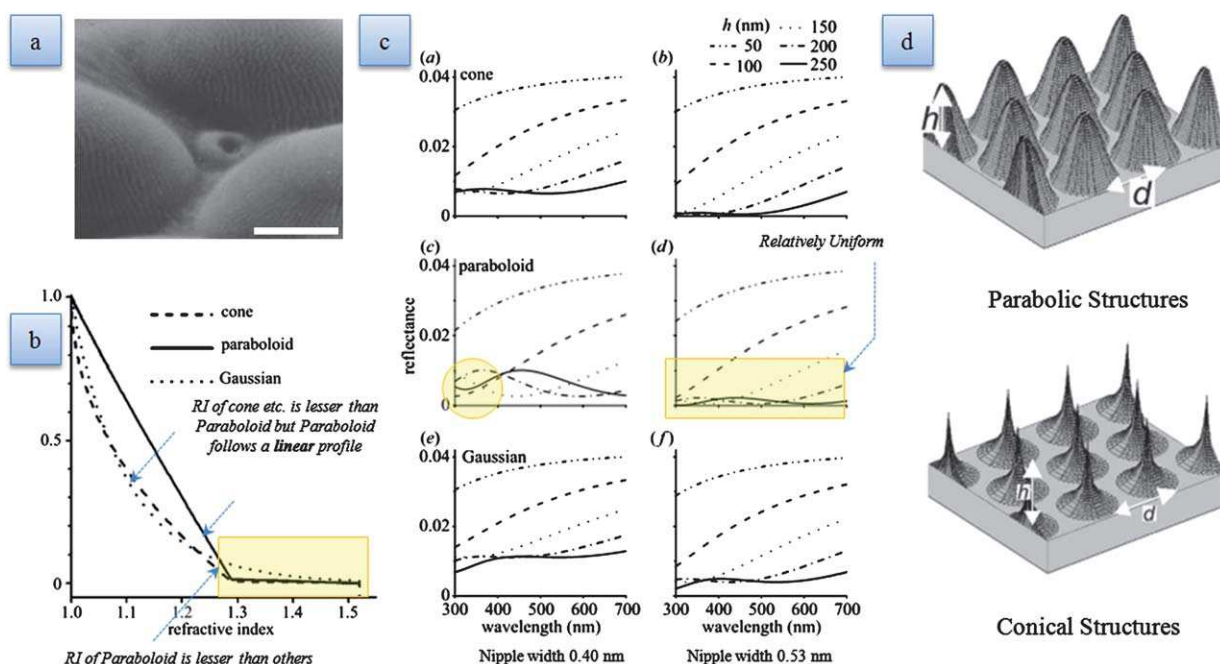 a
b
1.0
0.5
0
1.0
1.1
1.2
1.3
1.4
1.5
refractive index
cone
paraboloid
Gaussian
RI of cone etc. is lesser than
Paraboloid but Paraboloid
follows a linear profile
RI of Paraboloid is lesser than others
c
h (nm)
50
100
150
200
250
(a)
cone
0.04
0.02
0
(b)
(c)
paraboloid
0.04
0.02
0
reflectance
(d)
Relatively Uniform
(e)
Gaussian
0.04
0.02
0
300 400 500 600 700
wavelength (nm)
Nipple width 0.40 nm
(f)
300 400 500 600 700
wavelength (nm)
Nipple width 0.53 nm
d
h
d
Parabolic Structures
h
d
Conical Structures